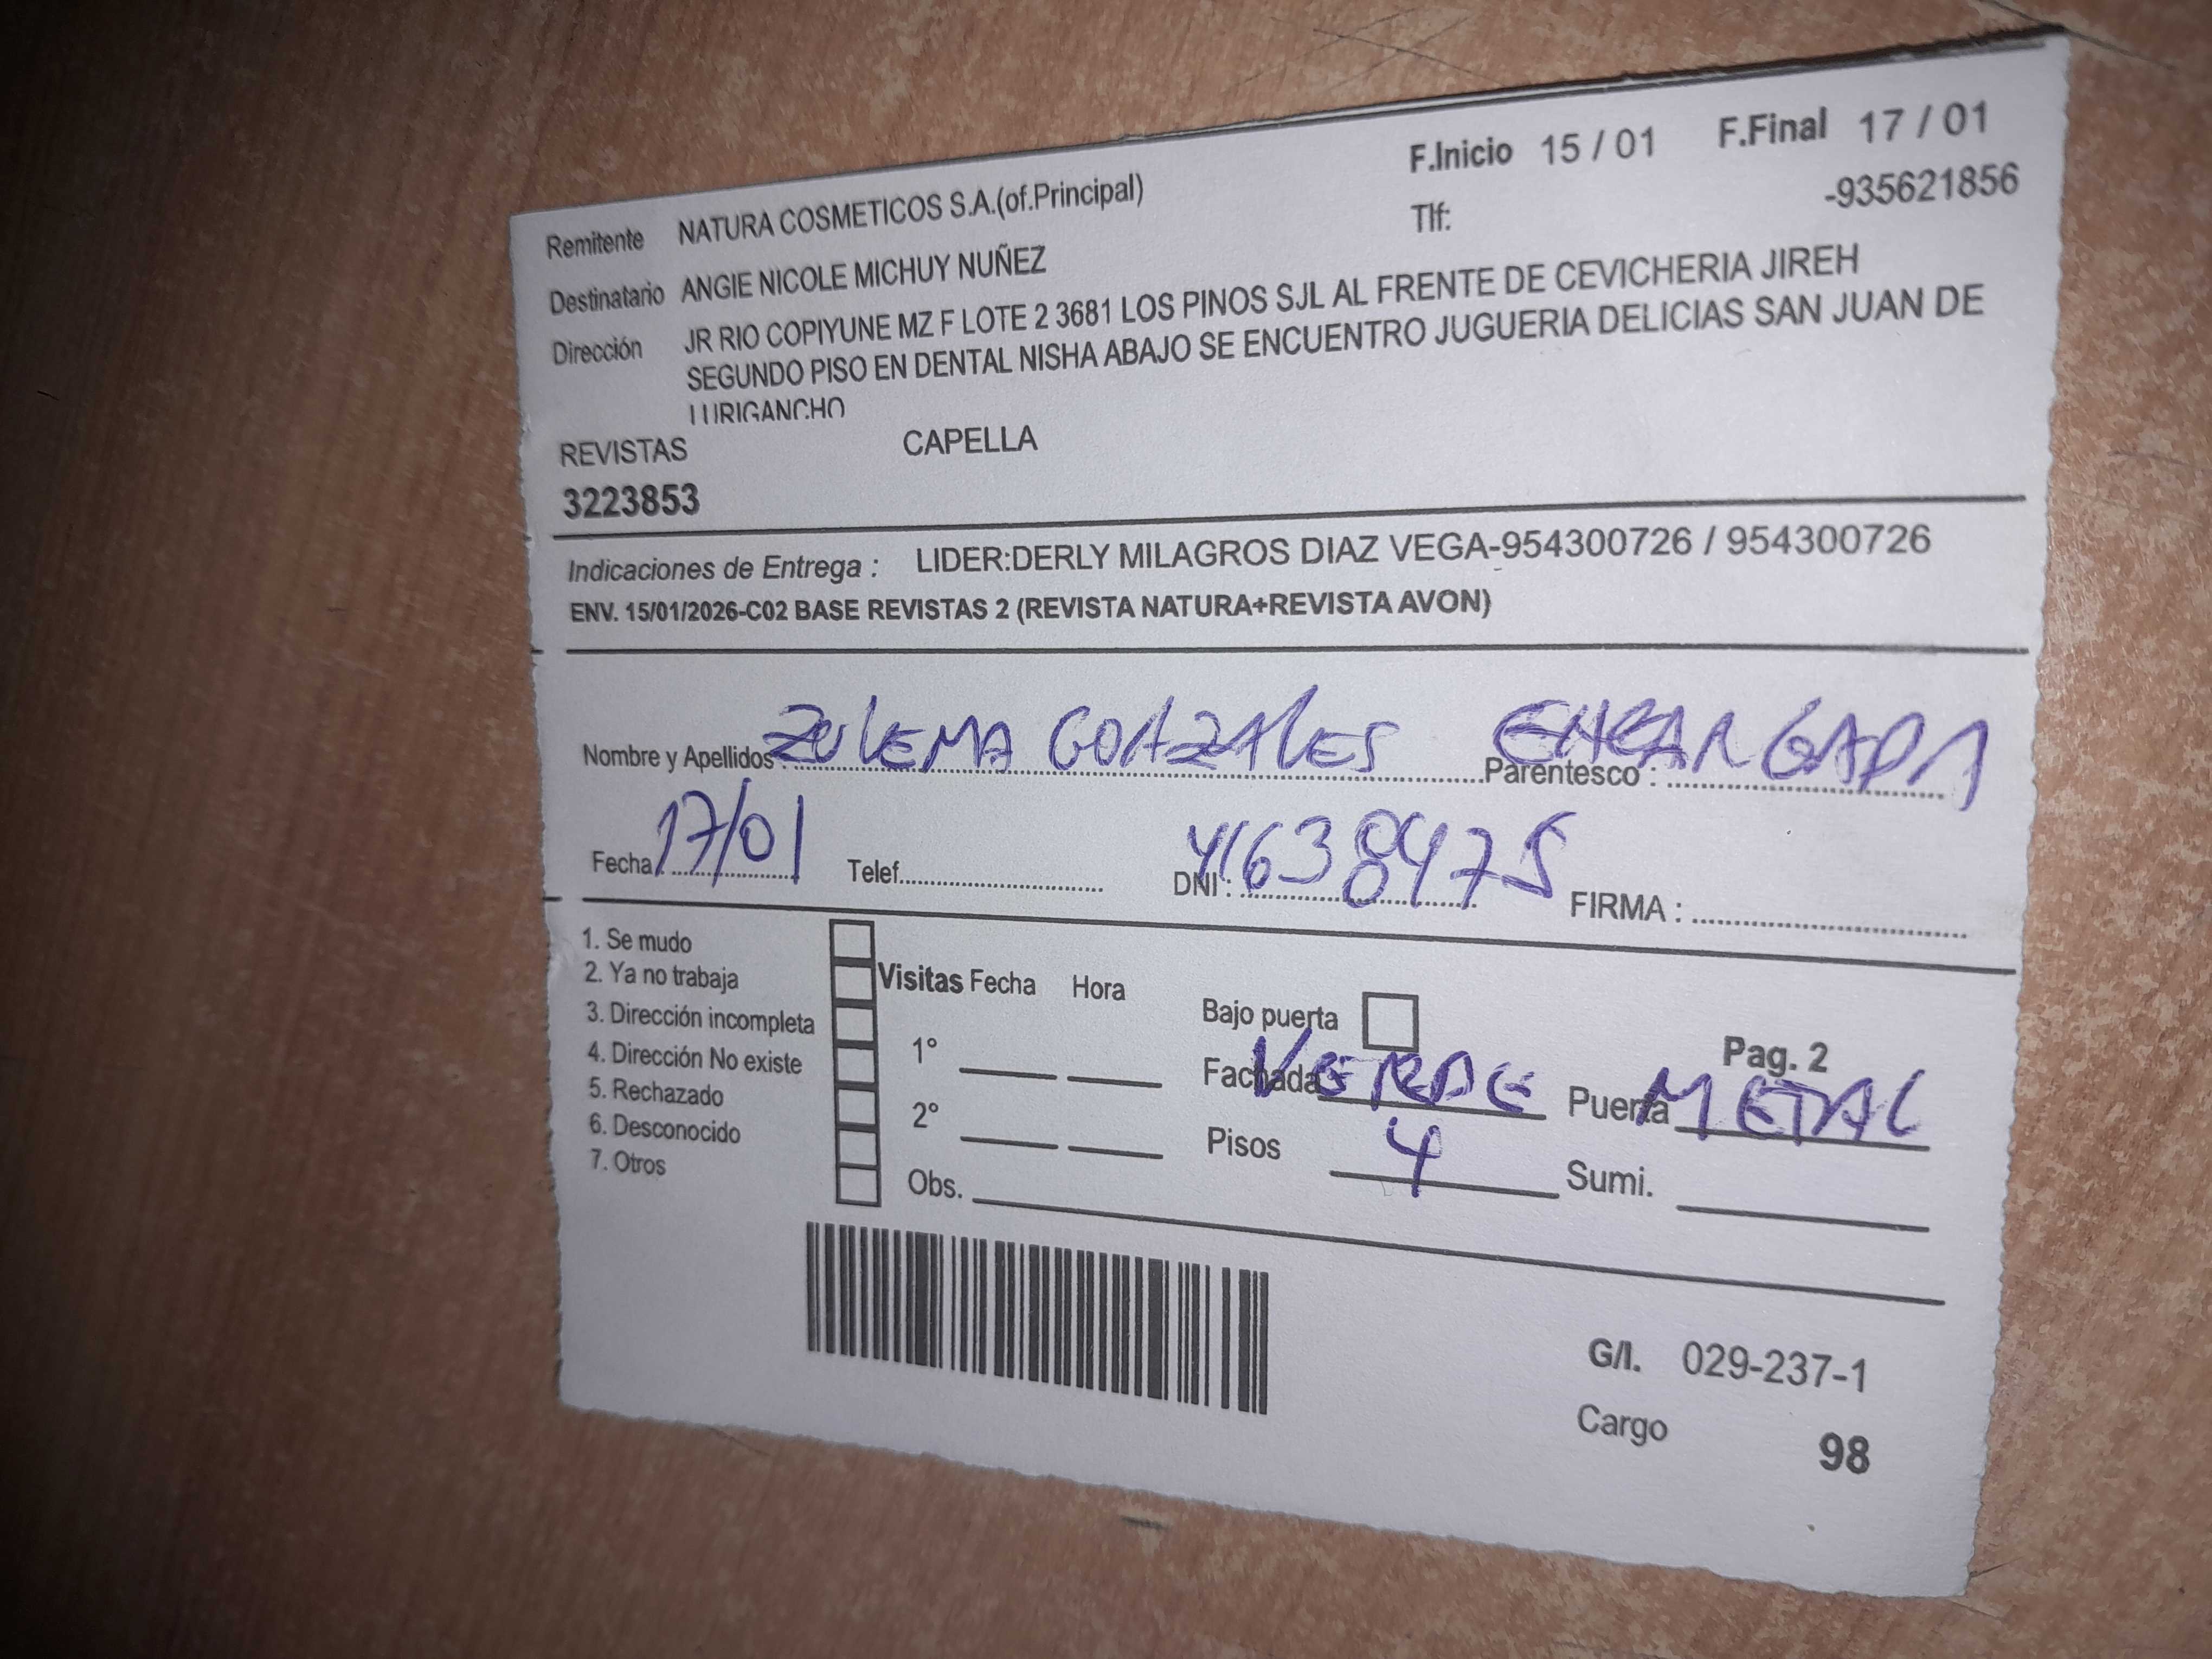 F.Inicio 15 / 01 F.Final 17 / 01
Remitente NATURA COSMETICOS S.A.(of.Principal) Tlf: -935621856
Destinatario ANGIE NICOLE MICHUY NUÑEZ
Dirección JR RIO COPIYUNE MZ F LOTE 2 3681 LOS PINOS SJL AL FRENTE DE CEVICHERIA JIREH
SEGUNDO PISO EN DENTAL NISHA ABAJO SE ENCUENTRO JUGUERIA DELICIAS SAN JUAN DE
LURIGANCHO
REVISTAS CAPELLA
3223853
Indicaciones de Entrega : LIDER:DERLY MILAGROS DIAZ VEGA-954300726 / 954300726
ENV. 15/01/2026-C02 BASE REVISTAS 2 (REVISTA NATURA+REVISTA AVON)
Nombre y Apellidos : ZULEMA GONZALES Parentesco : ENCARGADA
Fecha 17/01 Telef. DNI : 41638475 FIRMA :
1. Se mudo
2. Ya no trabaja
3. Dirección incompleta
4. Dirección No existe
5. Rechazado
6. Desconocido
7. Otros
Visitas Fecha Hora
1°
2°
Obs.
Bajo puerta
Pag. 2
Fachada VERDE Puerta METAL
Pisos 4 Sumi.
G/I. 029-237-1
Cargo 98